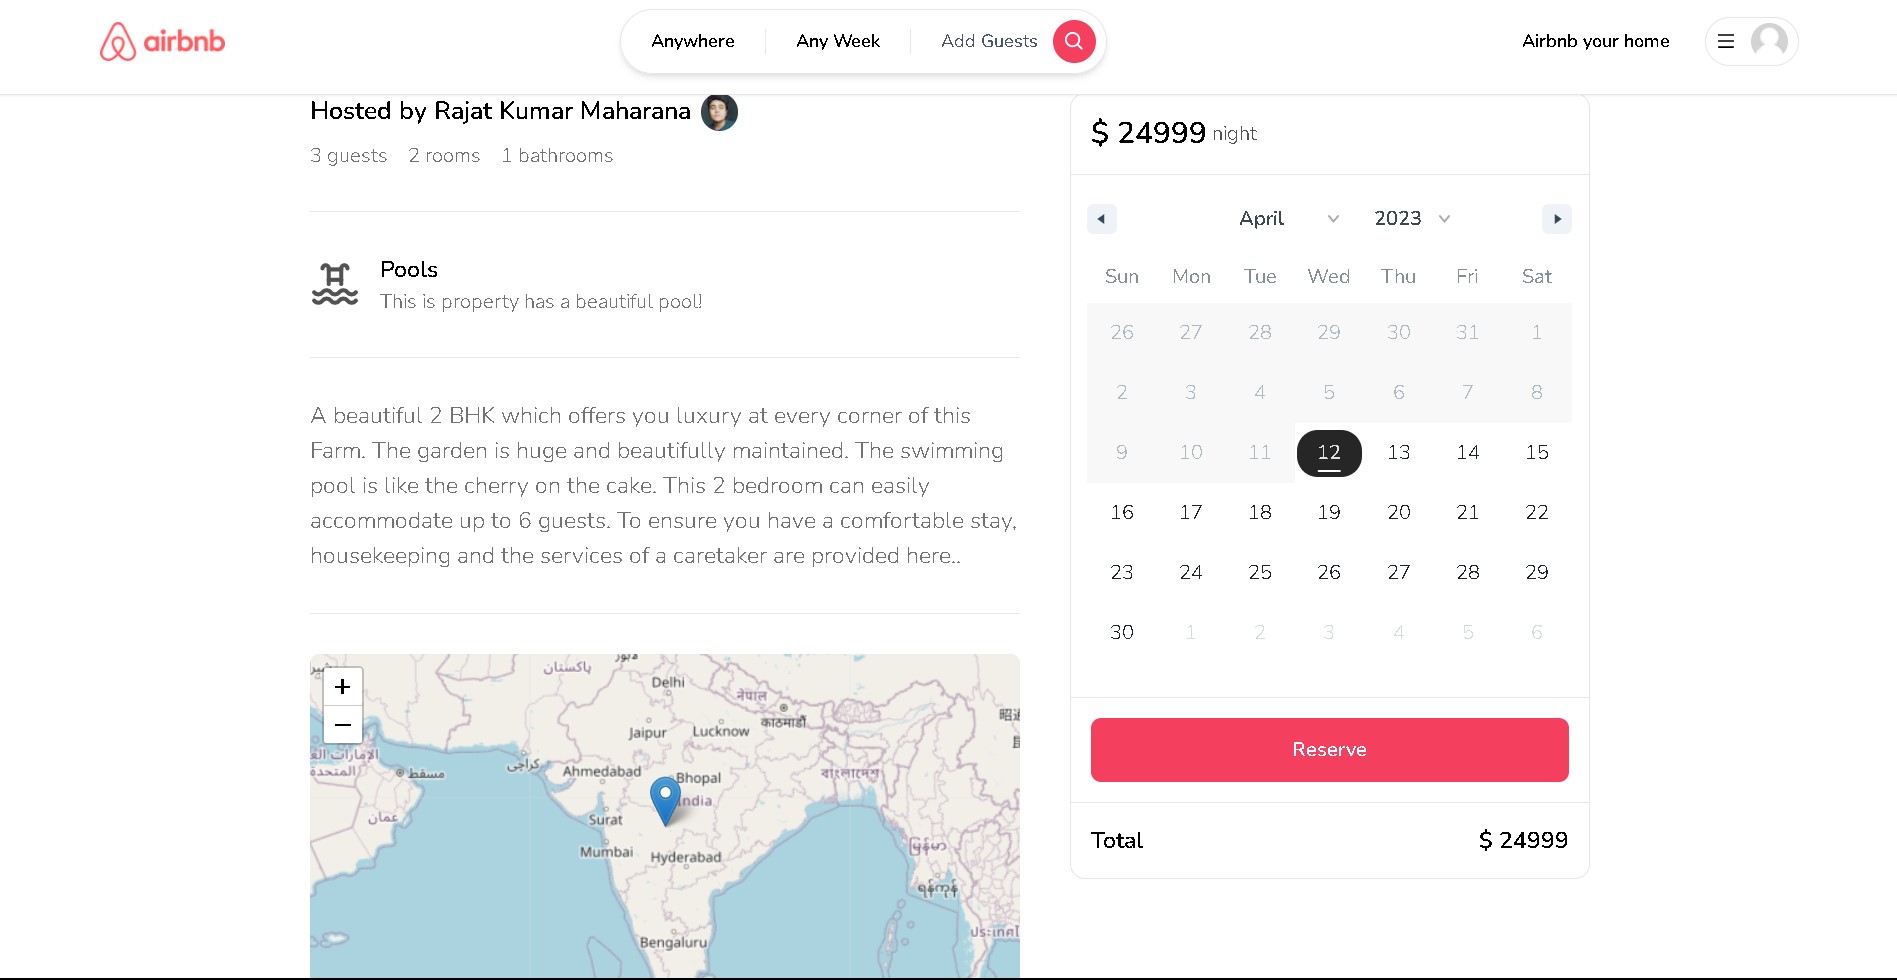 airbnb
Anywhere
Any Week
Add Guests
Airbnb your home
Hosted by Rajat Kumar Maharana
3 guests 2 rooms 1 bathrooms
Pools
This is property has a beautiful pool!
A beautiful 2 BHK which offers you luxury at every corner of this
Farm. The garden is huge and beautifully maintained. The swimming
pool is like the cherry on the cake. This 2 bedroom can easily
accommodate up to 6 guests. To ensure you have a comfortable stay,
housekeeping and the services of a caretaker are provided here..
+
−
پاکستان
Delhi
नेपाल
काठमाडौं
Jaipur
Lucknow
الإمارات
المتحدة
مسقط
کراچی
Ahmedabad
Bhopal
বাংলাদেশ
India
عمان
Surat
Mumbai
Hyderabad
မြန်မာ
ရန်ကုန်
Bengaluru
$ 24999 night
April 2023
Sun Mon Tue Wed Thu Fri Sat
26 27 28 29 30 31 1
2 3 4 5 6 7 8
9 10 11 12 13 14 15
16 17 18 19 20 21 22
23 24 25 26 27 28 29
30 1 2 3 4 5 6
Reserve
Total $ 24999